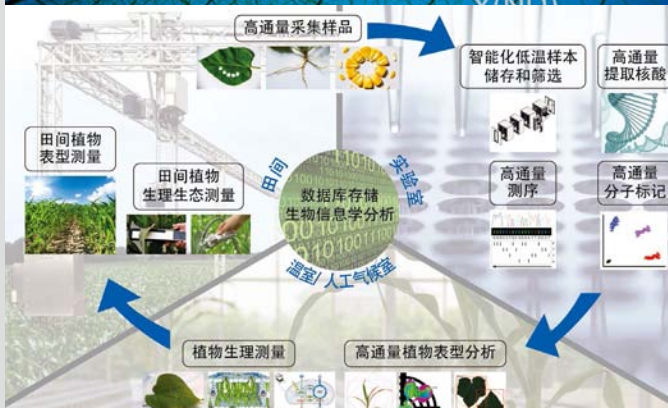 高通量采集样品
智能化低温样本
储存和筛选
高通量
提取核酸
田间植物
表型测量
田间植物
生理生态测量
田间
实验室
数据库存储
生物信息学分析
高通量
测序
高通量
分子标记
温室/人工气候室
植物生理测量
高通量植物表型分析